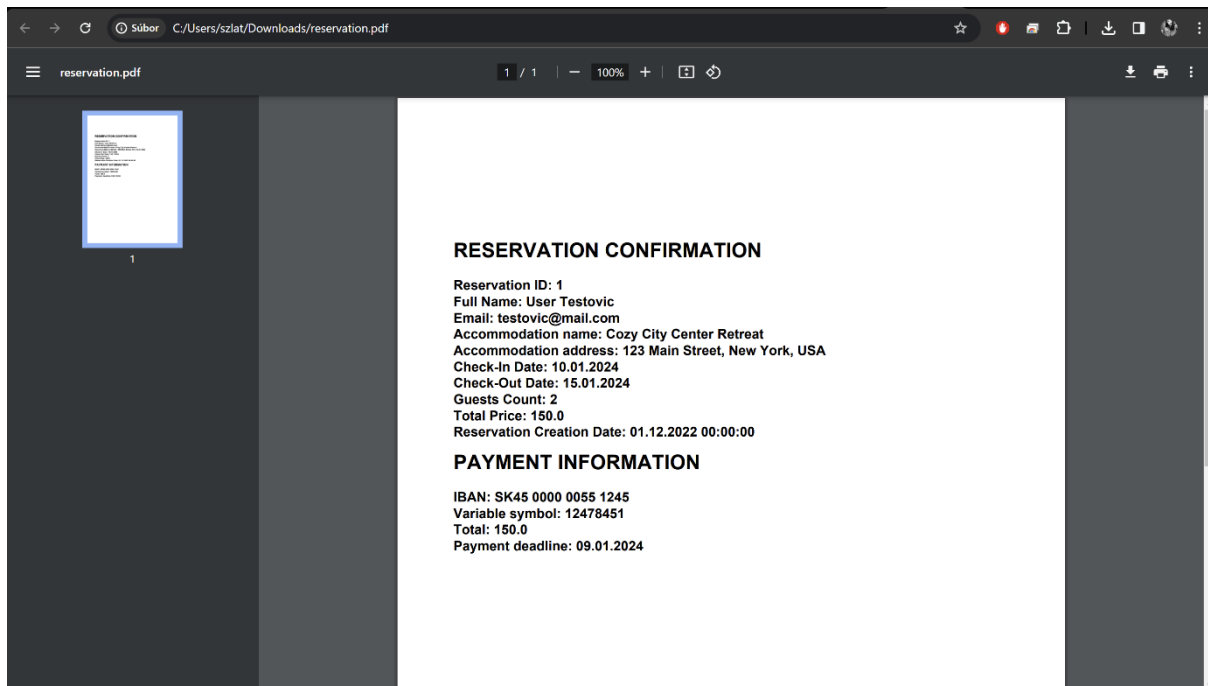 Súbor C:/Users/szlat/Downloads/reservation.pdf
reservation.pdf
1 / 1
100%
1
RESERVATION CONFIRMATION
Reservation ID: 1
Full Name: User Testovic
Email: testovic@mail.com
Accommodation name: Cozy City Center Retreat
Accommodation address: 123 Main Street, New York, USA
Check-In Date: 10.01.2024
Check-Out Date: 15.01.2024
Guests Count: 2
Total Price: 150.0
Reservation Creation Date: 01.12.2022 00:00:00
PAYMENT INFORMATION
IBAN: SK45 0000 0055 1245
Variable symbol: 12478451
Total: 150.0
Payment deadline: 09.01.2024